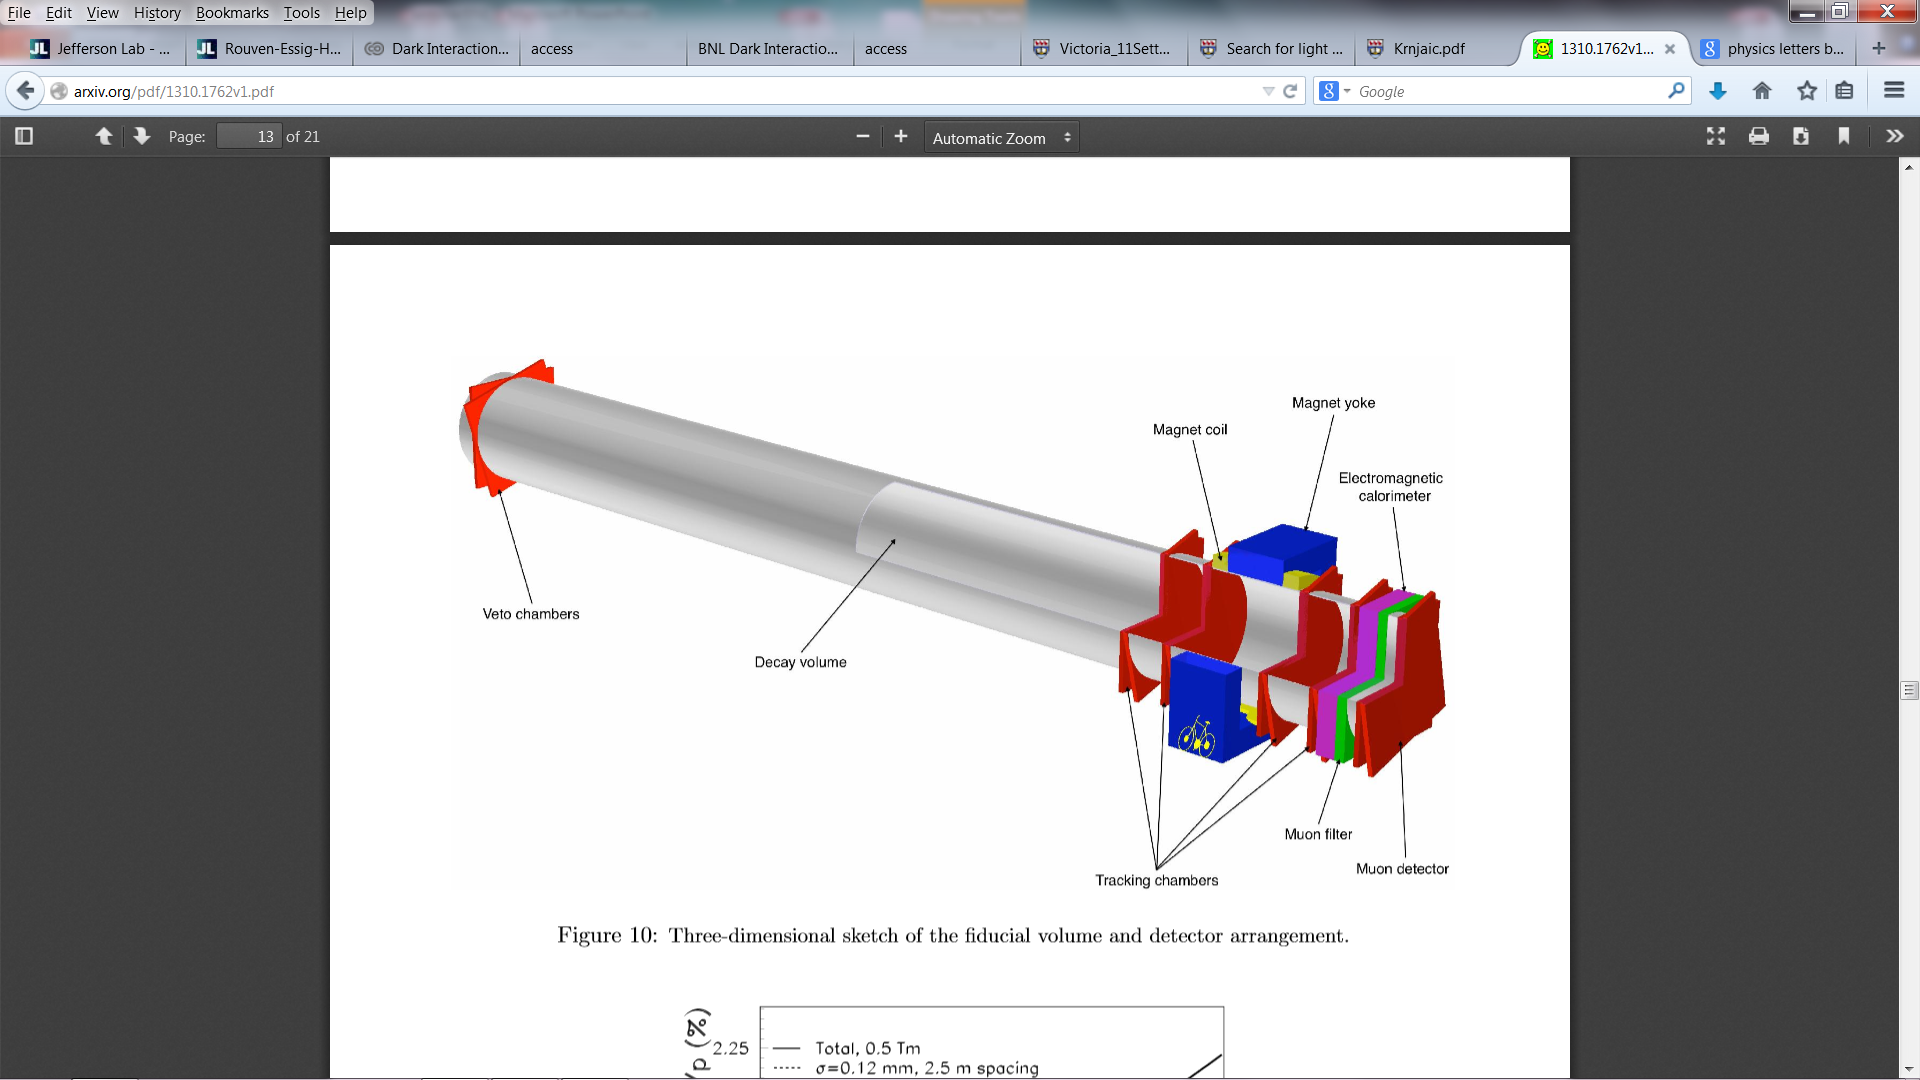 File Edit View History Bookmarks Tools Help
Jefferson Lab - ... Rouven-Essig-H... Dark Interaction... access BNL Dark Interactio... access Victoria_11Sett... Search for light ... Krnjaic.pdf 1310.1762v1... physics letters b...
arxiv.org/pdf/1310.1762v1.pdf Google
Page: 13 of 21 Automatic Zoom
Magnet yoke
Magnet coil
Electromagnetic
calorimeter
Veto chambers
Decay volume
Muon filter
Muon detector
Tracking chambers
Figure 10: Three-dimensional sketch of the fiducial volume and detector arrangement.
/p (%)
2.25
Total, 0.5 Tm
σ=0.12 mm, 2.5 m spacing